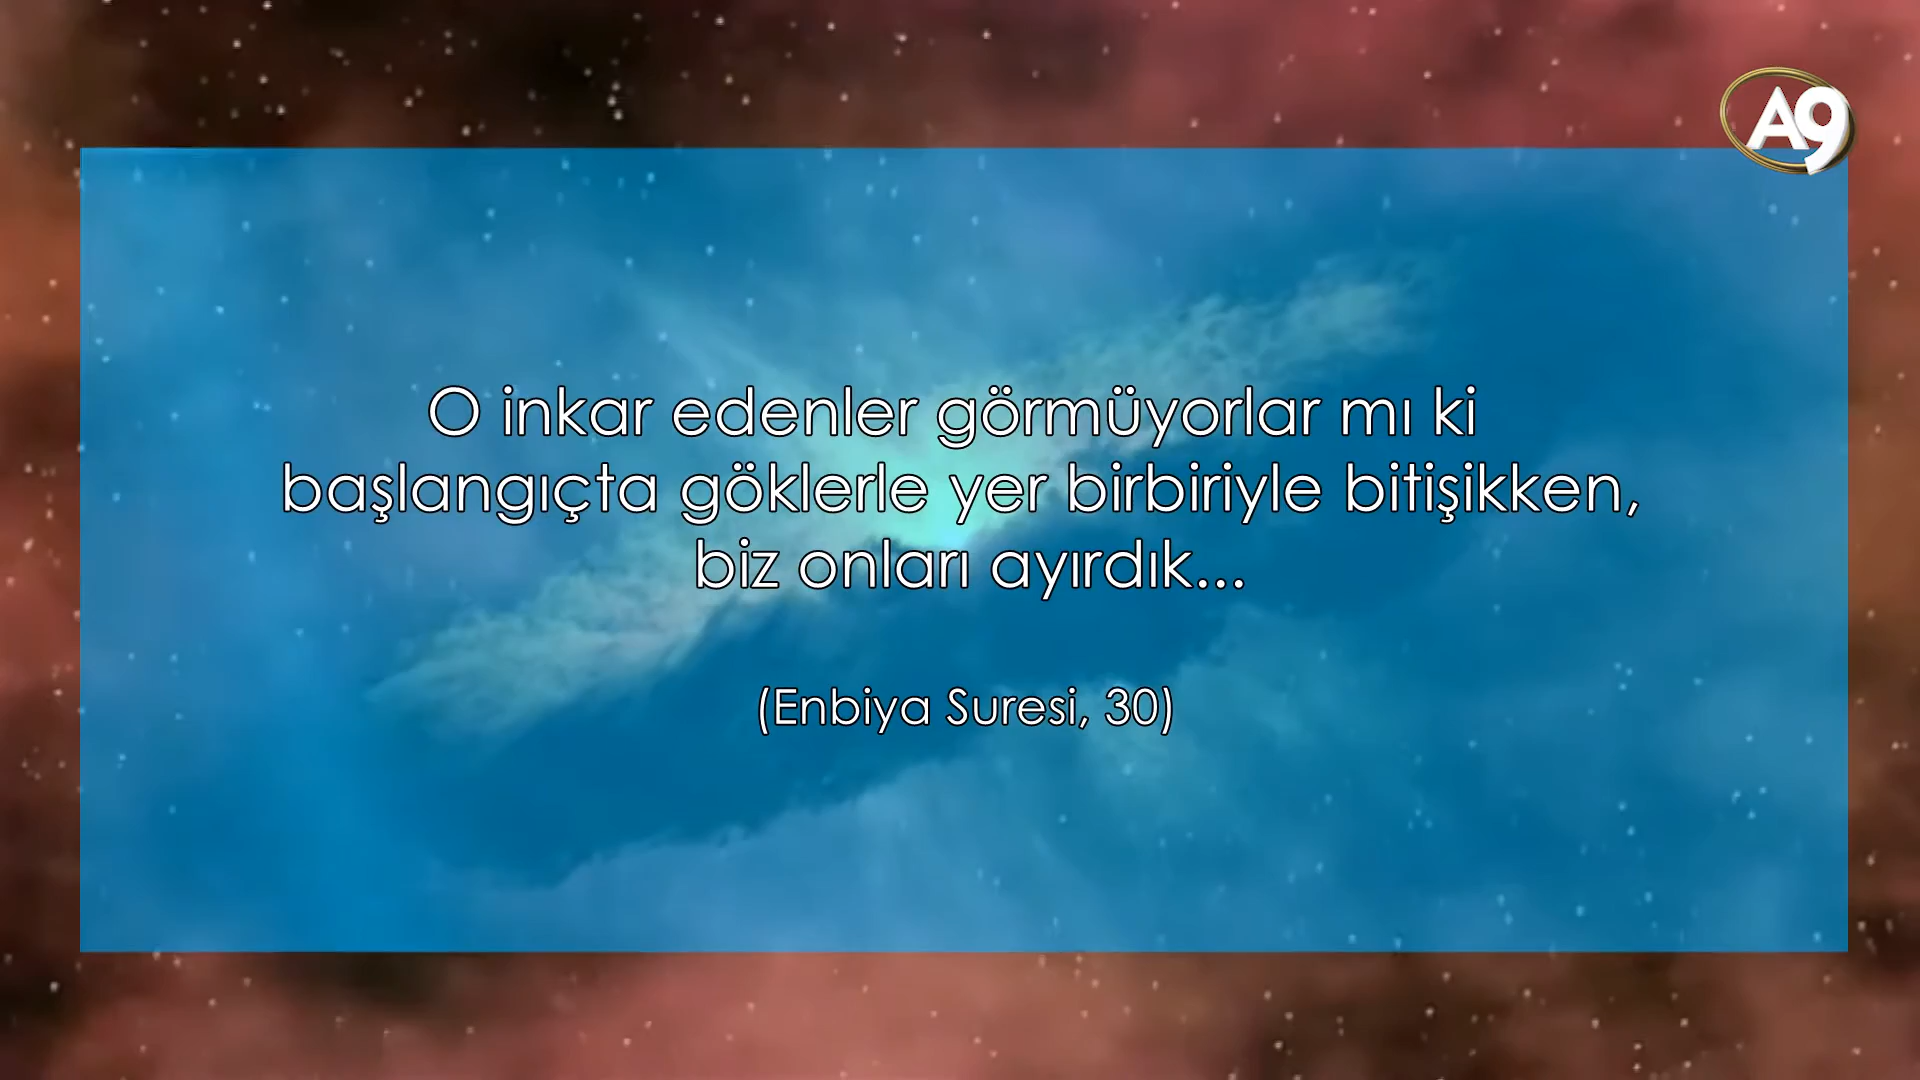 A9
O inkar edenler görmüyorlar mı ki
başlangıçta göklerle yer birbiriyle bitişikken,
biz onları ayırdık...
(Enbiya Suresi, 30)